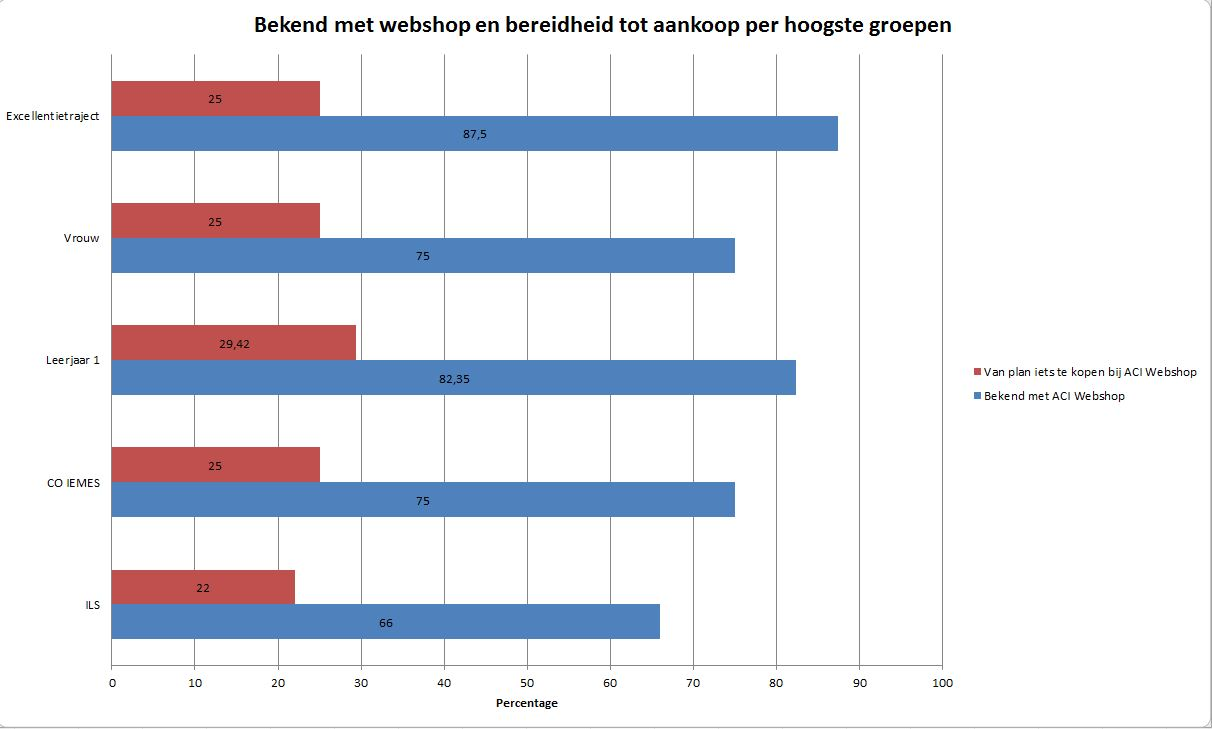 Bekend met webshop en bereidheid tot aankoop per hoogste groepen
Excellentietraject
25
87,5
Vrouw
25
75
Leerjaar 1
29,42
82,35
CO IEMES
25
75
ILS
22
66
0 10 20 30 40 50 60 70 80 90 100
Percentage
Van plan iets te kopen bij ACI Webshop
Bekend met ACI Webshop